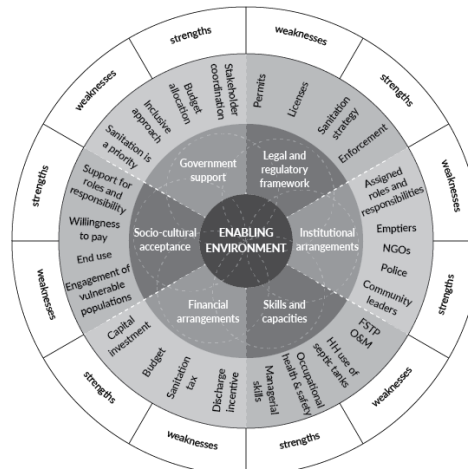 strengths
weaknesses
strengths
weaknesses
strengths
weaknesses
strengths
weaknesses
strengths
weaknesses
strengths
weaknesses
Permits
Licenses
Sanitation
strategy
Enforcement
Assigned
roles and
responsibilities
Emptiers
NGOs
Police
Community
leaders
FSTP
O&M
HH use of
septic tanks
Occupational
health & safety
Managerial
skills
Discharge
incentive
Sanitation
tax
Budget
Capital
investment
Engagement of
vulnerable
populations
End use
Willingness
to pay
Support for
roles and
responsibility
Sanitation is
a priority
Inclusive
approach
Budget
allocation
Stakeholder
coordination
Government
support
Legal and
regulatory
framework
Institutional
arrangements
Skills and
capacities
Financial
arrangements
Socio-cultural
acceptance
ENABLING
ENVIRONMENT